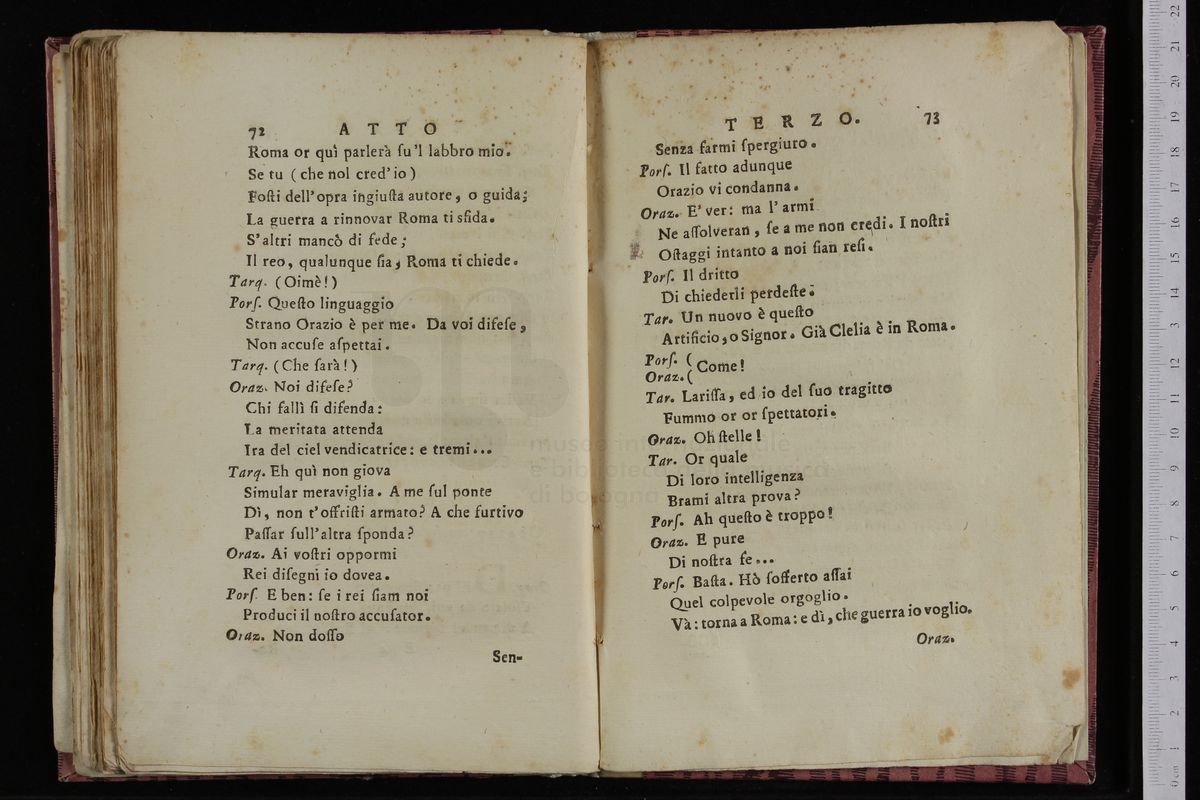 72 ATTO
Roma or quì parlerà ſu'l labbro mio.
Se tu (che nol cred'io)
Foſti dell'opra ingiuſta autore, o guida;
La guerra a rinnovar Roma ti sfida.
S'altri mancò di fede;
Il reo, qualunque ſia, Roma ti chiede.
Tarq. (Oimè!)
Porſ. Queſto linguaggio
Strano Orazio è per me. Da voi difeſe,
Non accuſe aſpettai.
Tarq. (Che ſarà!)
Oraz. Noi difeſe?
Chi fallì ſi difenda:
La meritata attenda
Ira del ciel vendicatrice: e tremi...
Tarq. Eh quì non giova
Simular meraviglia. A me ſul ponte
Dì, non t'offriſti armato? A che furtivo
Paſſar ſull'altra ſponda?
Oraz. Ai voſtri oppormi
Rei diſegni io dovea.
Porſ. E ben: ſe i rei ſiam noi
Produci il noſtro accuſator.
Oraz. Non doſſo
Sen-
TERZO. 73
Senza farmi ſpergiuro.
Porſ. Il fatto adunque
Orazio vi condanna.
Oraz. E' ver: ma l'armi
Ne aſſolveran, ſe a me non credi. I noſtri
Oſtaggi intanto a noi ſian reſi.
Porſ. Il dritto
Di chiederli perdeſte.
Tar. Un nuovo è queſto
Artificio, o Signor. Già Clelia è in Roma.
Porſ. (
Oraz. ( Come!
Tar. Lariſſa, ed io del ſuo tragitto
Fummo or or ſpettatori.
Oraz. Oh ſtelle!
Tar. Or quale
Di loro intelligenza
Brami altra prova?
Porſ. Ah queſto è troppo!
Oraz. E pure
Di noſtra fe...
Porſ. Baſta. Hò ſofferto aſſai
Quel colpevole orgoglio.
Và: torna a Roma: e dì, che guerra io voglio.
Oraz.